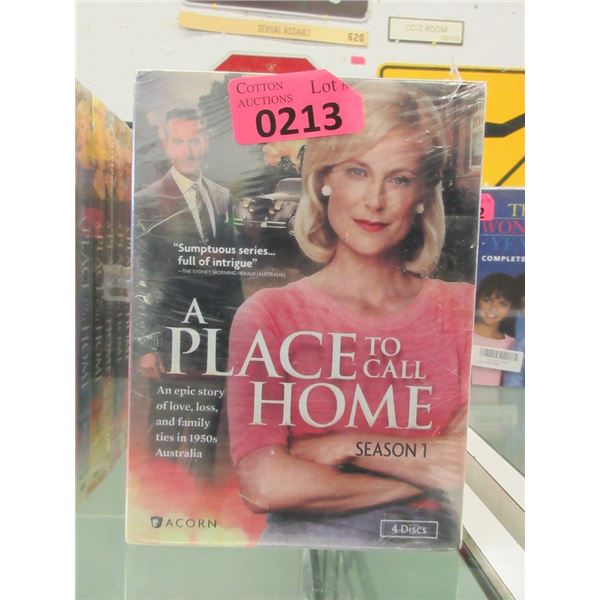 SEXUAL ASSAULT 620
CD-2 ROOM
COTTON
AUCTIONS
Lot #
0213
"Sumptuous series...
full of intrigue"
—THE SYDNEY MORNING HERALD (AUSTRALIA)
A
PLACE TO CALL
HOME
SEASON 1
An epic story
of love, loss,
and family
ties in 1950s
Australia
ACORN
4 Discs
COMPLETE